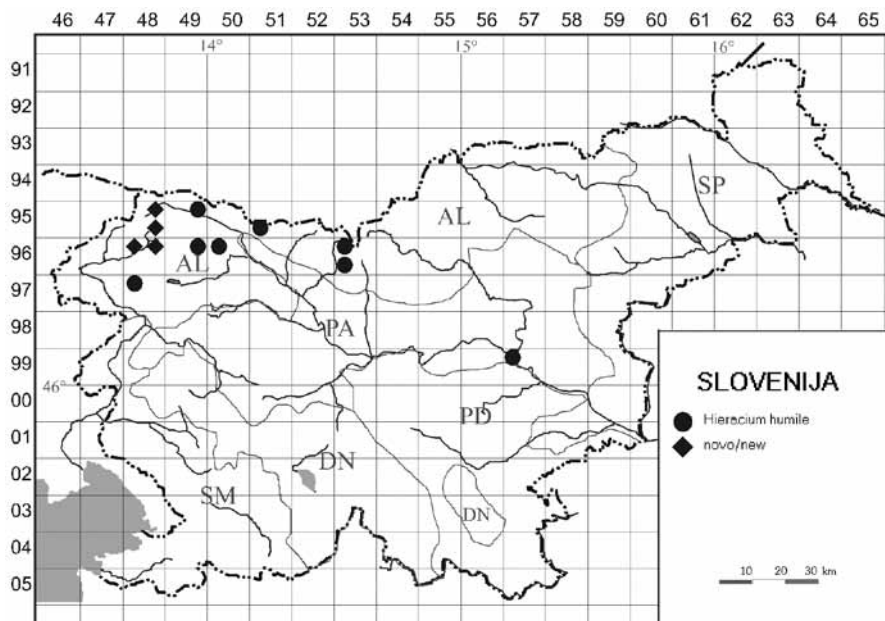 46 47 48 49 50 51 52 53 54 55 56 57 58 59 60 61 62 63 64 65
14° 15° 16°
91
92
93
94
95
96
97
98
99
00
01
02
03
04
05
46°
SP
AL
AL
PA
PD
DN
SM
DN
SLOVENIJA
Hieracium humile
novo/new
10 20 30 km